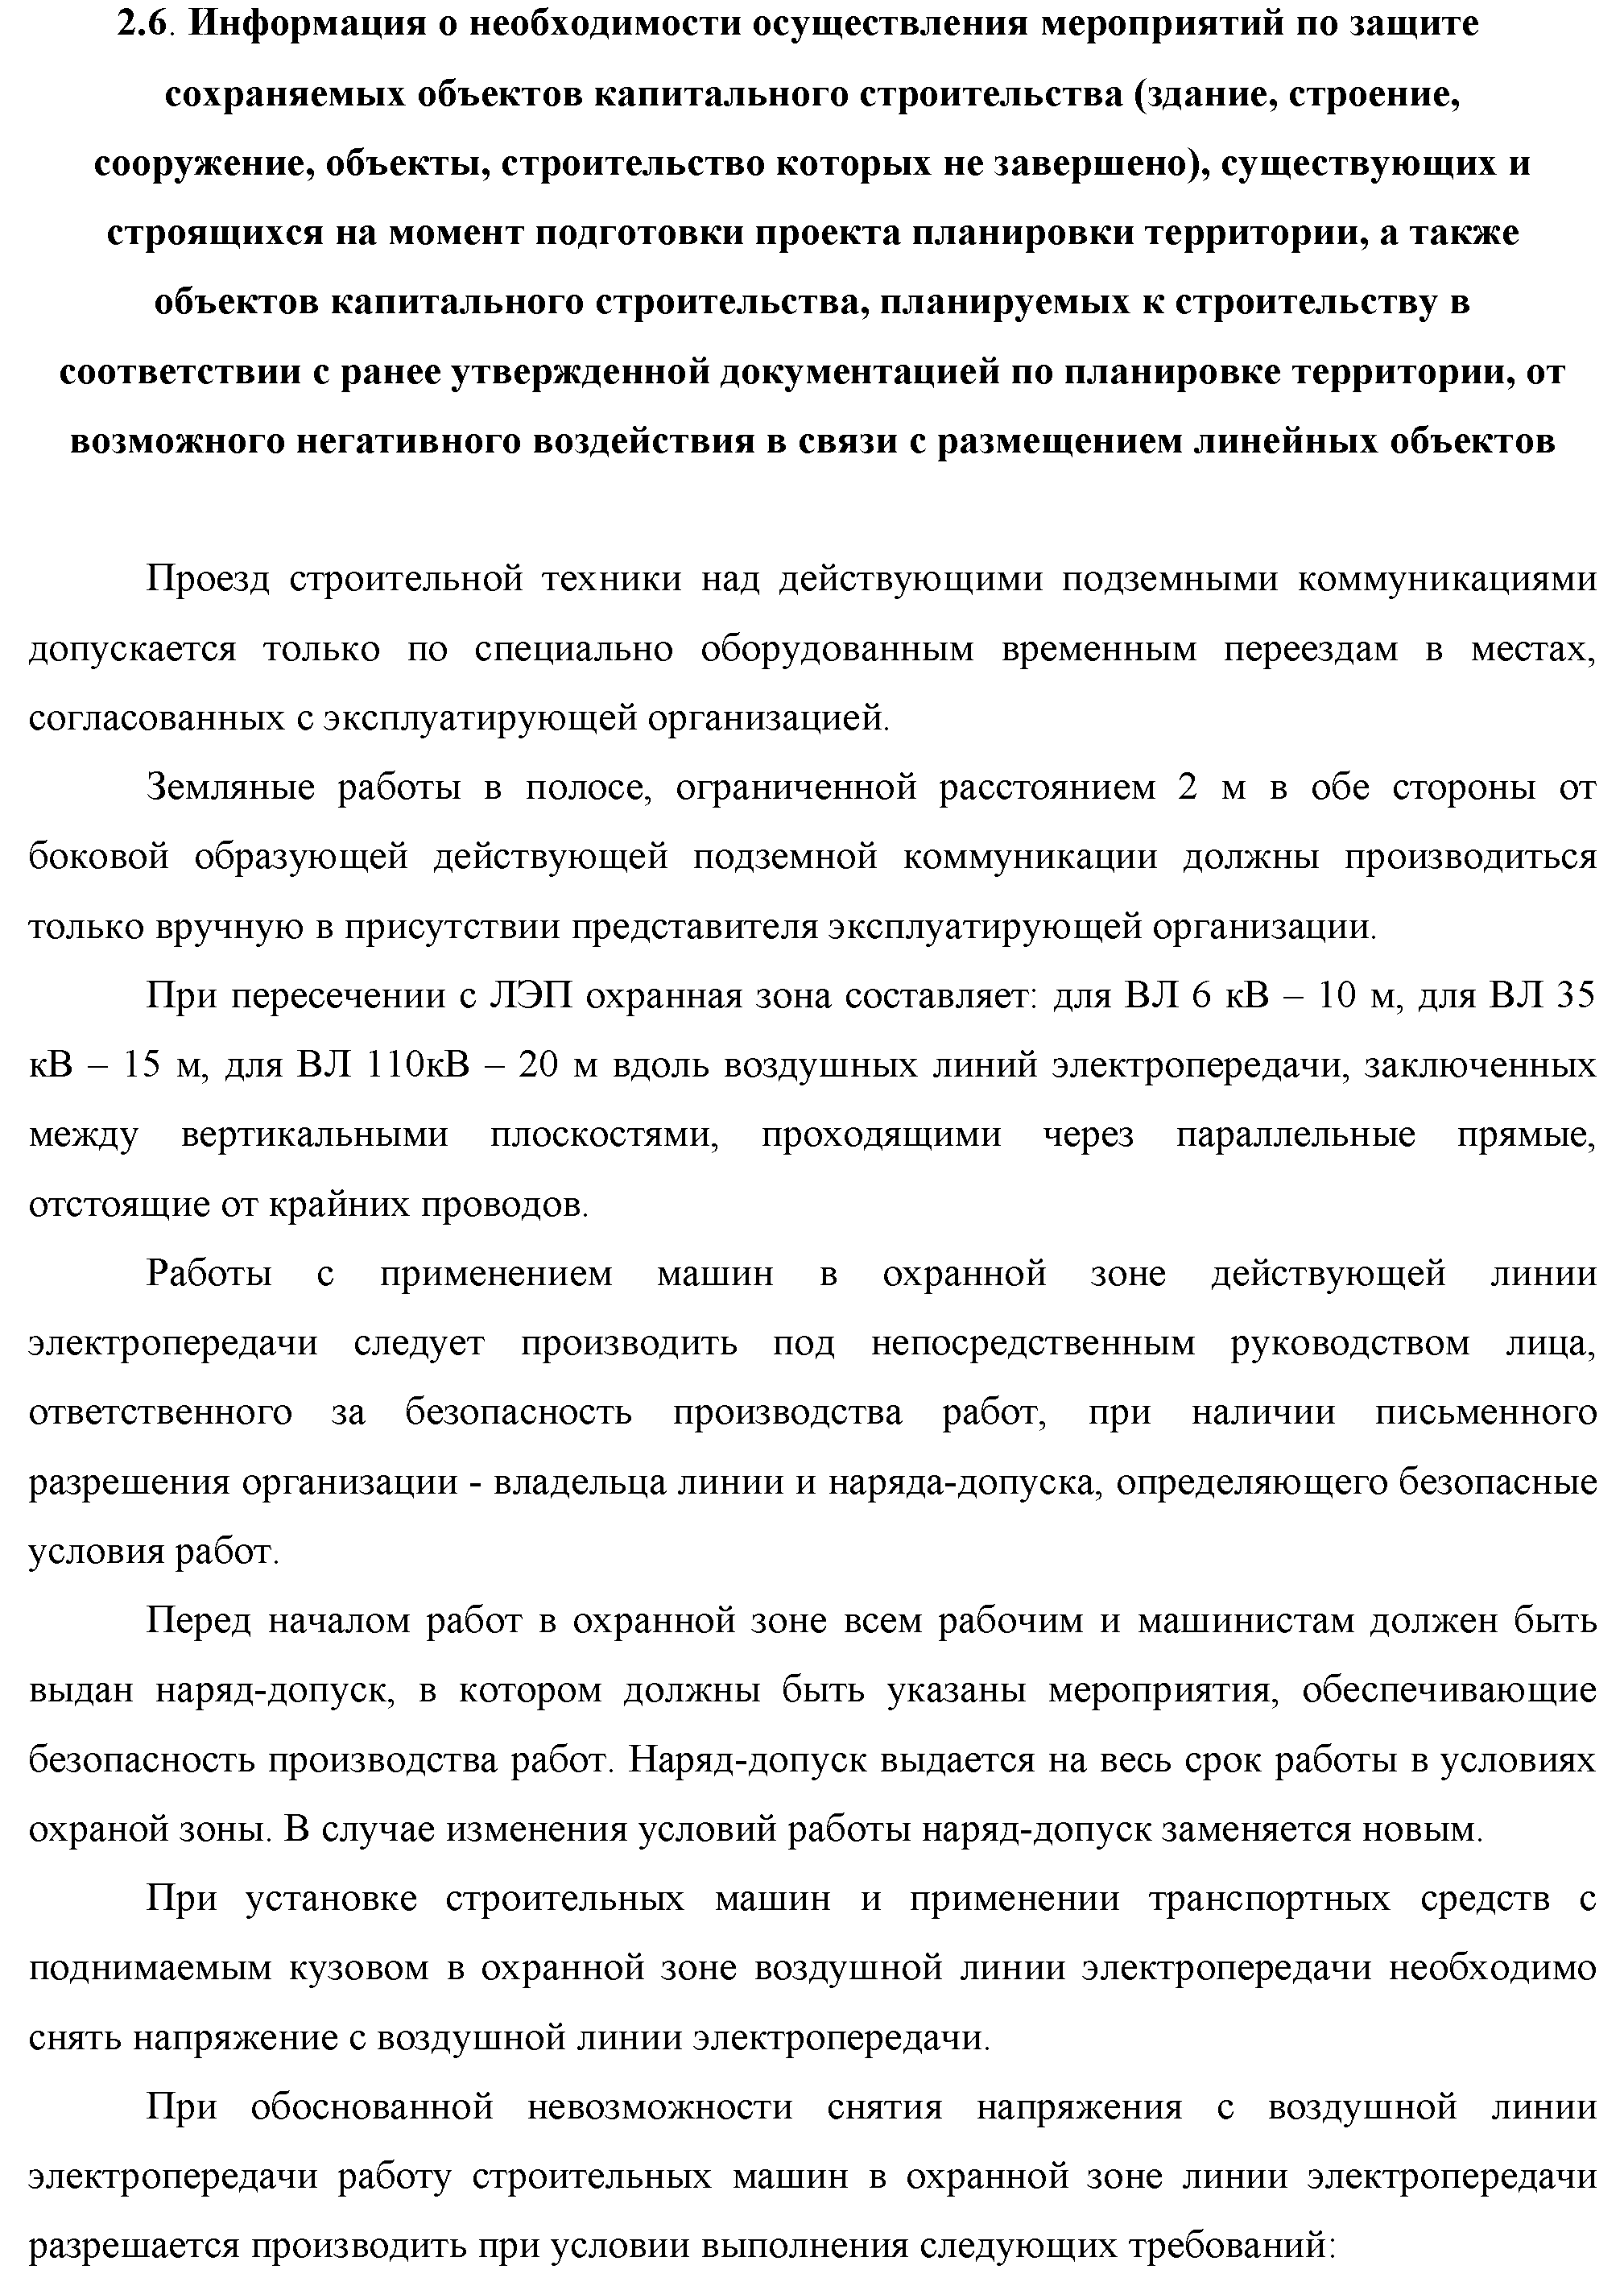 2.6. Информация о необходимости осуществления мероприятий по защите
сохраняемых объектов капитального строительства (здание, строение,
сооружение, объекты, строительство которых не завершено), существующих и
строящихся на момент подготовки проекта планировки территории, а также
объектов капитального строительства, планируемых к строительству в
соответствии с ранее утвержденной документацией по планировке территории, от
возможного негативного воздействия в связи с размещением линейных объектов
Проезд строительной техники над действующими подземными коммуникациями
допускается только по специально оборудованным временным переездам в местах,
согласованных с эксплуатирующей организацией.
Земляные работы в полосе, ограниченной расстоянием 2 м в обе стороны от
боковой образующей действующей подземной коммуникации должны производиться
только вручную в присутствии представителя эксплуатирующей организации.
При пересечении с ЛЭП охранная зона составляет: для ВЛ 6 кВ – 10 м, для ВЛ 35
кВ – 15 м, для ВЛ 110кВ – 20 м вдоль воздушных линий электропередачи, заключенных
между вертикальными плоскостями, проходящими через параллельные прямые,
отстоящие от крайних проводов.
Работы с применением машин в охранной зоне действующей линии
электропередачи следует производить под непосредственным руководством лица,
ответственного за безопасность производства работ, при наличии письменного
разрешения организации - владельца линии и наряда-допуска, определяющего безопасные
условия работ.
Перед началом работ в охранной зоне всем рабочим и машинистам должен быть
выдан наряд-допуск, в котором должны быть указаны мероприятия, обеспечивающие
безопасность производства работ. Наряд-допуск выдается на весь срок работы в условиях
охраной зоны. В случае изменения условий работы наряд-допуск заменяется новым.
При установке строительных машин и применении транспортных средств с
поднимаемым кузовом в охранной зоне воздушной линии электропередачи необходимо
снять напряжение с воздушной линии электропередачи.
При обоснованной невозможности снятия напряжения с воздушной линии
электропередачи работу строительных машин в охранной зоне линии электропередачи
разрешается производить при условии выполнения следующих требований: